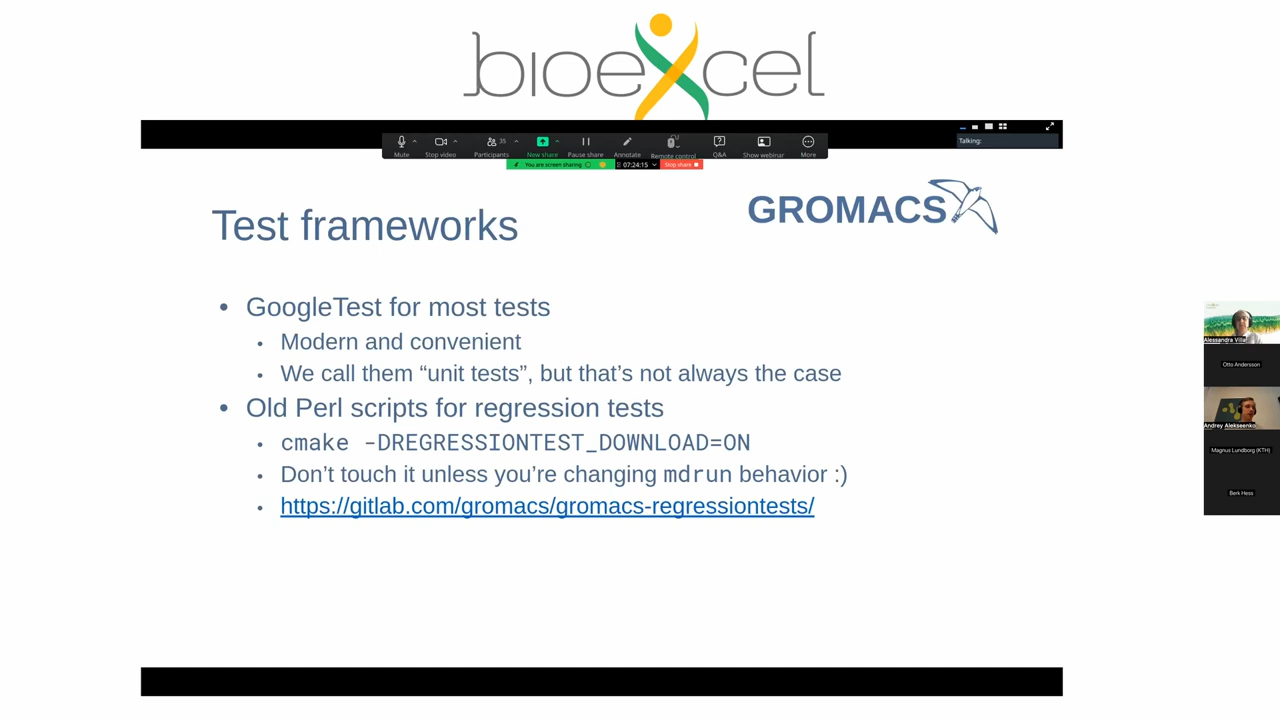 bioexcel
Mute
Stop video
Participants
35
New share
Pause share
Annotate
Remote control
Q&A
Show webinar
More
Talking:
You are screen sharing
07:24:15
Stop share
GROMACS
Test frameworks
• GoogleTest for most tests
• Modern and convenient
• We call them “unit tests”, but that’s not always the case
• Old Perl scripts for regression tests
• cmake -DREGRESSIONTEST_DOWNLOAD=ON
• Don’t touch it unless you’re changing mdrun behavior :)
• https://gitlab.com/gromacs/gromacs-regressiontests/
Alessandra Villa
Otto Andersson
Andrey Alekseenko
Magnus Lundborg (KTH)
Berk Hess